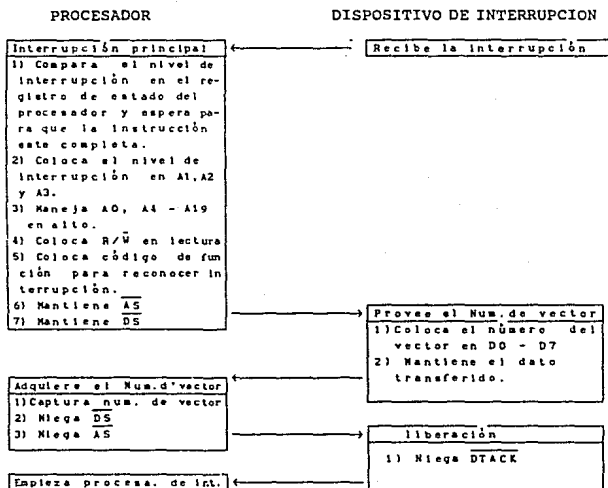 PROCESADOR
DISPOSITIVO DE INTERRUPCION
Interrupción principal
1) Compara el nivel de
interrupción en el re-
gistro de estado del
procesador y espera pa-
ra que la instrucción
este completa.
2) Coloca el nivel de
interrupción en A1,A2
y A3.
3) Maneja A0, A4 - A19
en alto.
4) Coloca R/W̅ en lectura
5) Coloca código de fun
ción para reconocer in
terrupción.
6) Mantiene A̅S̅
7) Mantiene D̅S̅
Recibe la interrupción
Provee el Num.de vector
1)Coloca el número del
vector en D0 - D7
2) Mantiene el dato
transferido.
Adquiere el Num.d'vector
1)Captura num. de vector
2) Niega D̅S̅
3) Niega A̅S̅
liberación
1) Niega D̅T̅A̅C̅K̅
Empieza procesa. de int.